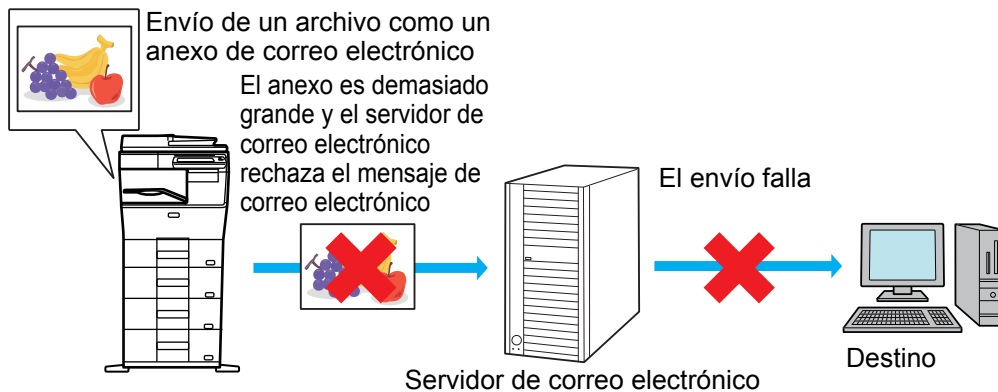 Envío de un archivo como un
anexo de correo electrónico
El anexo es demasiado
grande y el servidor de
correo electrónico
rechaza el mensaje de
correo electrónico
El envío falla
Destino
Servidor de correo electrónico